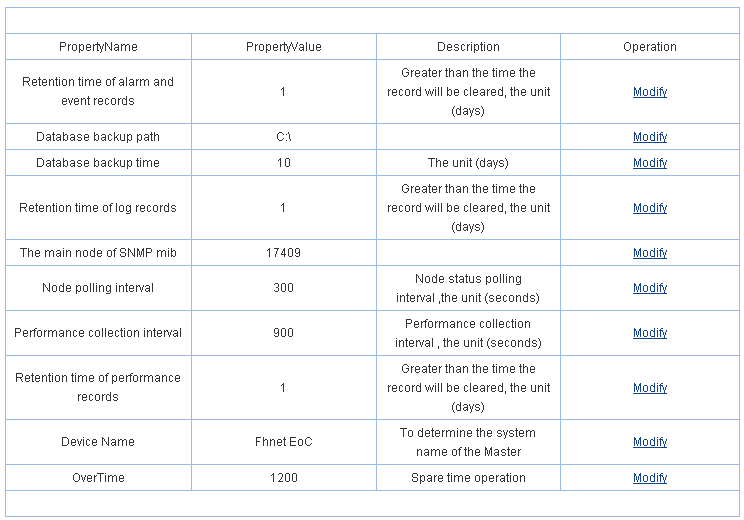 PropertyName PropertyValue Description Operation
Retention time of alarm and
event records
1
Greater than the time the
record will be cleared, the unit
(days)
Modify
Database backup path C:\ Modify
Database backup time 10 The unit (days) Modify
Retention time of log records 1
Greater than the time the
record will be cleared, the unit
(days)
Modify
The main node of SNMP mib 17409 Modify
Node polling interval 300
Node status polling
interval ,the unit (seconds)
Modify
Performance collection interval 900
Performance collection
interval , the unit (seconds)
Modify
Retention time of performance
records
1
Greater than the time the
record will be cleared, the unit
(days)
Modify
Device Name Fhnet EoC
To determine the system
name of the Master
Modify
OverTime 1200 Spare time operation Modify